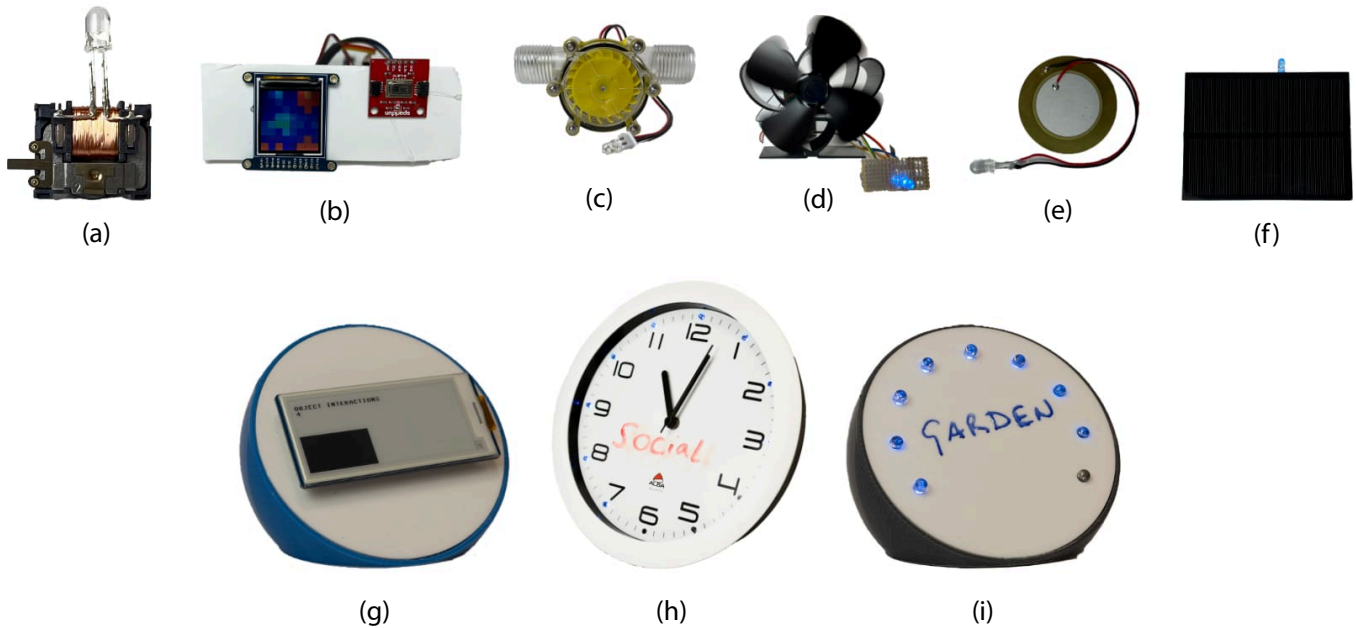 (a)
(b)
(c)
(d)
(e)
(f)
OBJECT INTERACTIONS
4
12
1
2
3
4
5
6
7
8
9
10
11
Social
GARDEN
(g)
(h)
(i)